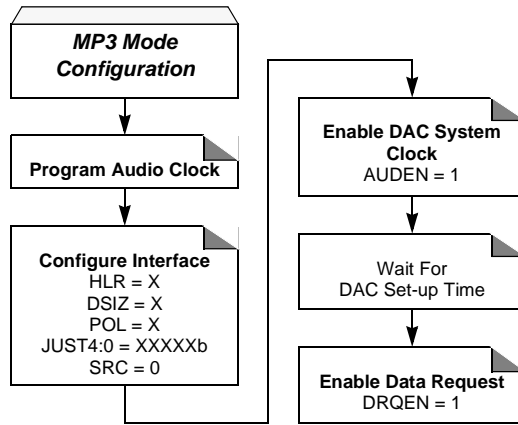 MP3 Mode
Configuration
Program Audio Clock
Configure Interface
HLR = X
DSIZ = X
POL = X
JUST4:0 = XXXXXb
SRC = 0
Enable DAC System
Clock
AUDEN = 1
Wait For
DAC Set-up Time
Enable Data Request
DRQEN = 1